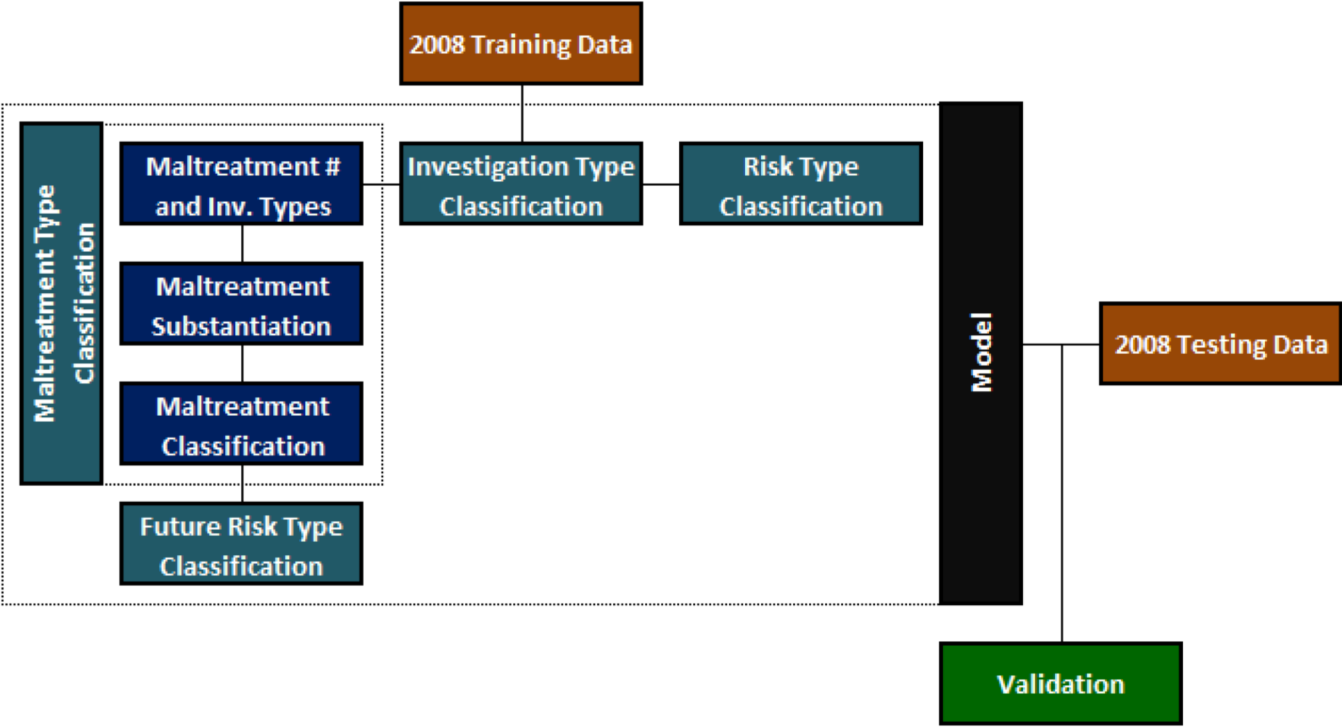 2008 Training Data
Maltreatment Type
Classification
Maltreatment #
and Inv. Types
Investigation Type
Classification
Risk Type
Classification
Maltreatment
Substantiation
Maltreatment
Classification
Future Risk Type
Classification
Model
2008 Testing Data
Validation